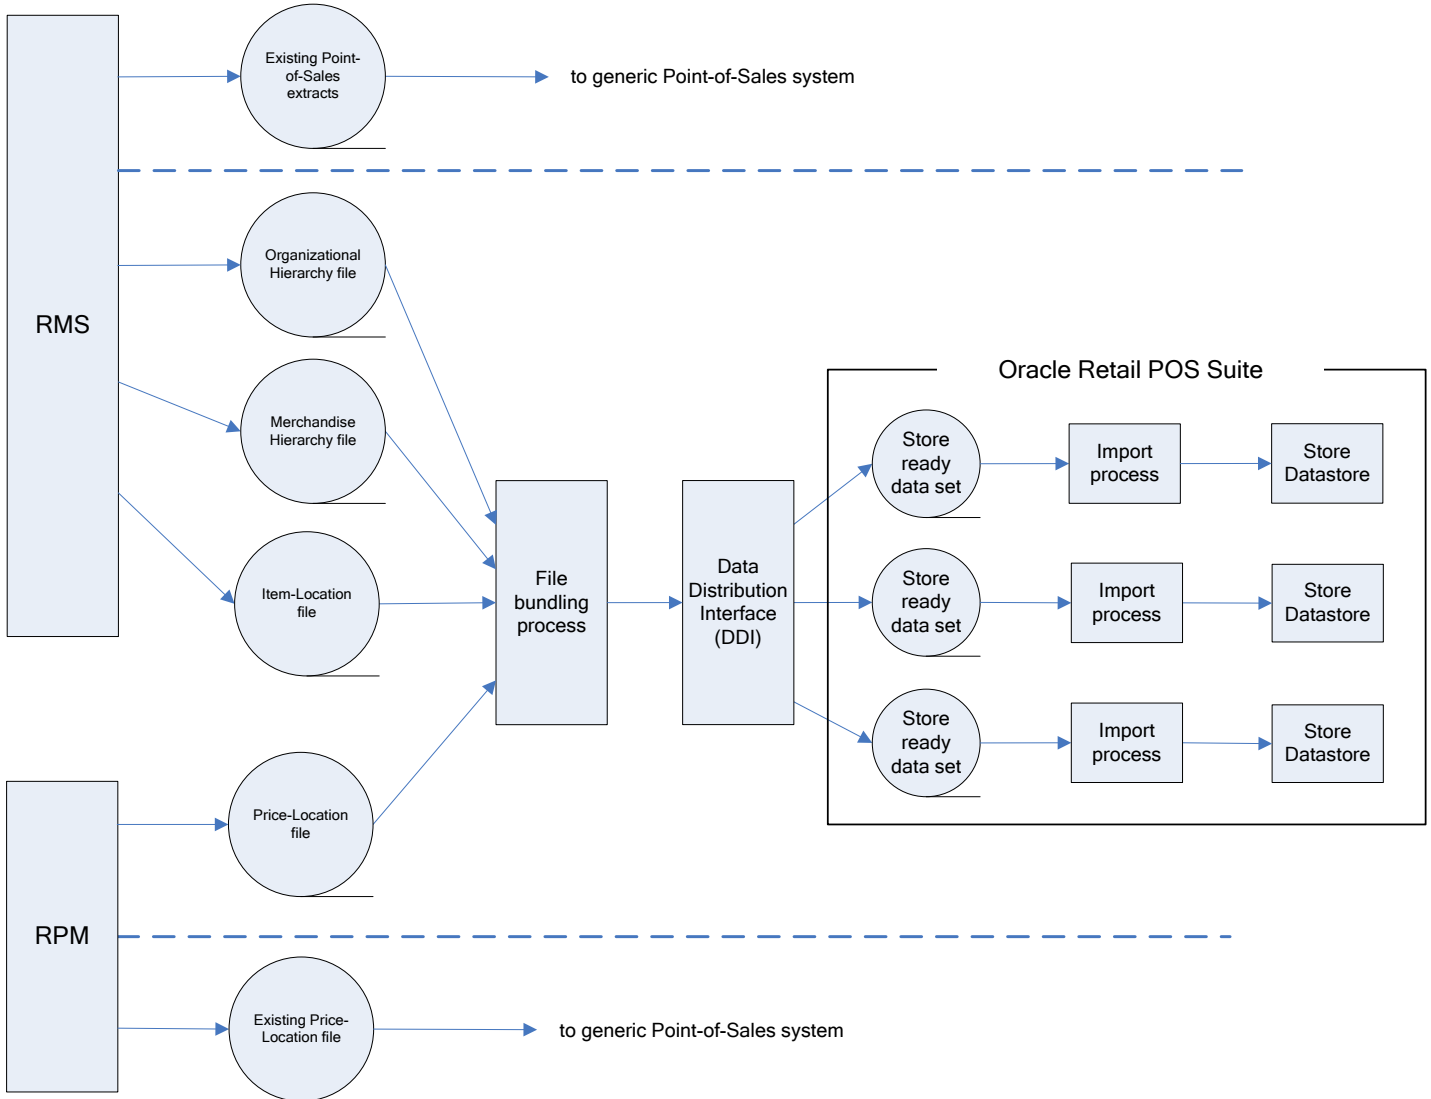 Existing Point-
of-Sales
extracts
to generic Point-of-Sales system
Organizational
Hierarchy file
RMS
Merchandise
Hierarchy file
Item-Location
file
File
bundling
process
Data
Distribution
Interface
(DDI)
Oracle Retail POS Suite
Store
ready
data set
Import
process
Store
Datastore
Store
ready
data set
Import
process
Store
Datastore
Store
ready
data set
Import
process
Store
Datastore
Price-Location
file
RPM
Existing Price-
Location file
to generic Point-of-Sales system